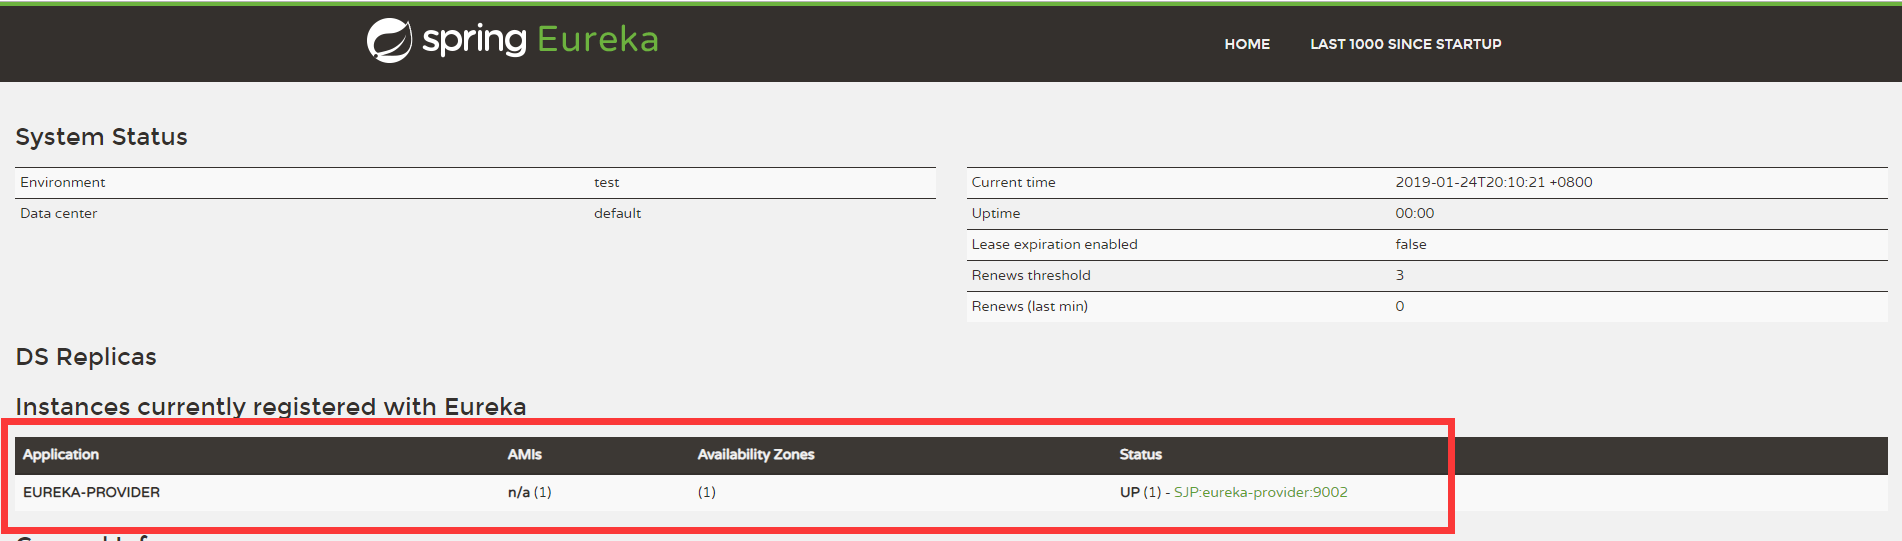 spring Eureka
HOME LAST 1000 SINCE STARTUP
System Status
Environment test
Data center default
Current time 2019-01-24T20:10:21 +0800
Uptime 00:00
Lease expiration enabled false
Renews threshold 3
Renews (last min) 0
DS Replicas
Instances currently registered with Eureka
Application AMIs Availability Zones Status
EUREKA-PROVIDER n/a (1) (1) UP (1) - SJP:eureka-provider:9002